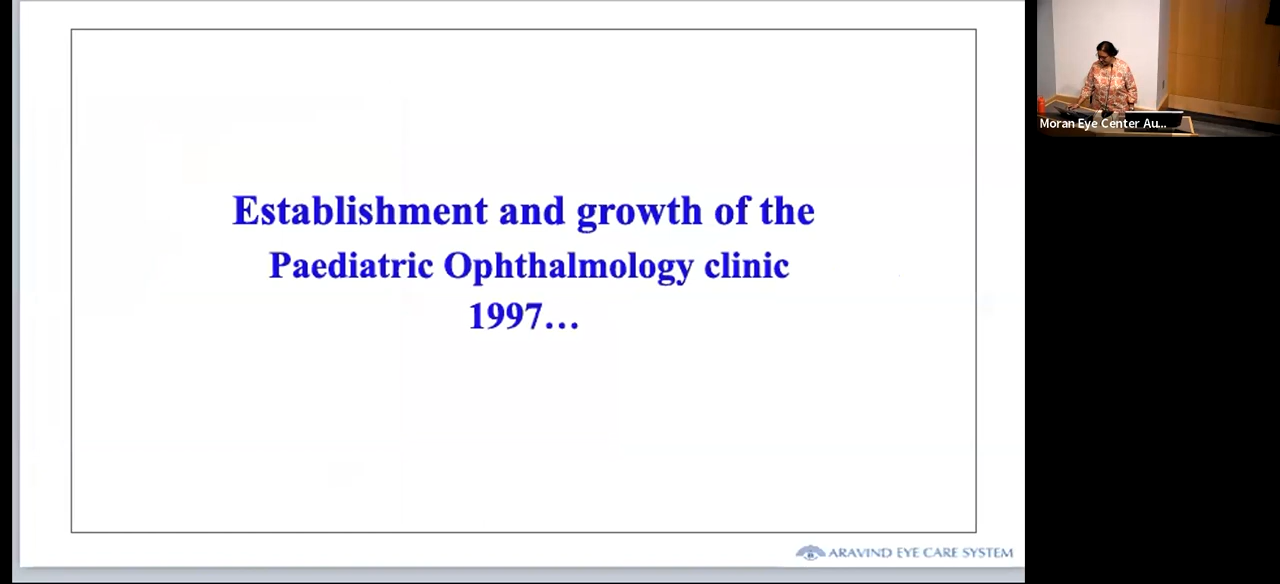 Establishment and growth of the
Paediatric Ophthalmology clinic
1997...
ARAVIND EYE CARE SYSTEM
Moran Eye Center Au...